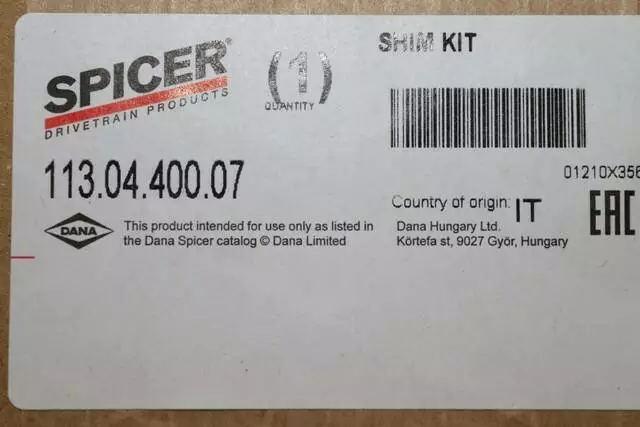 SPICER®
DRIVETRAIN PRODUCTS
(1)
QUANTITY
SHIM KIT
113.04.400.07
01210X356
Country of origin: IT
EAC
DANA
This product intended for use only as listed in
the Dana Spicer catalog © Dana Limited
Dana Hungary Ltd.
Körtefa st, 9027 Győr, Hungary